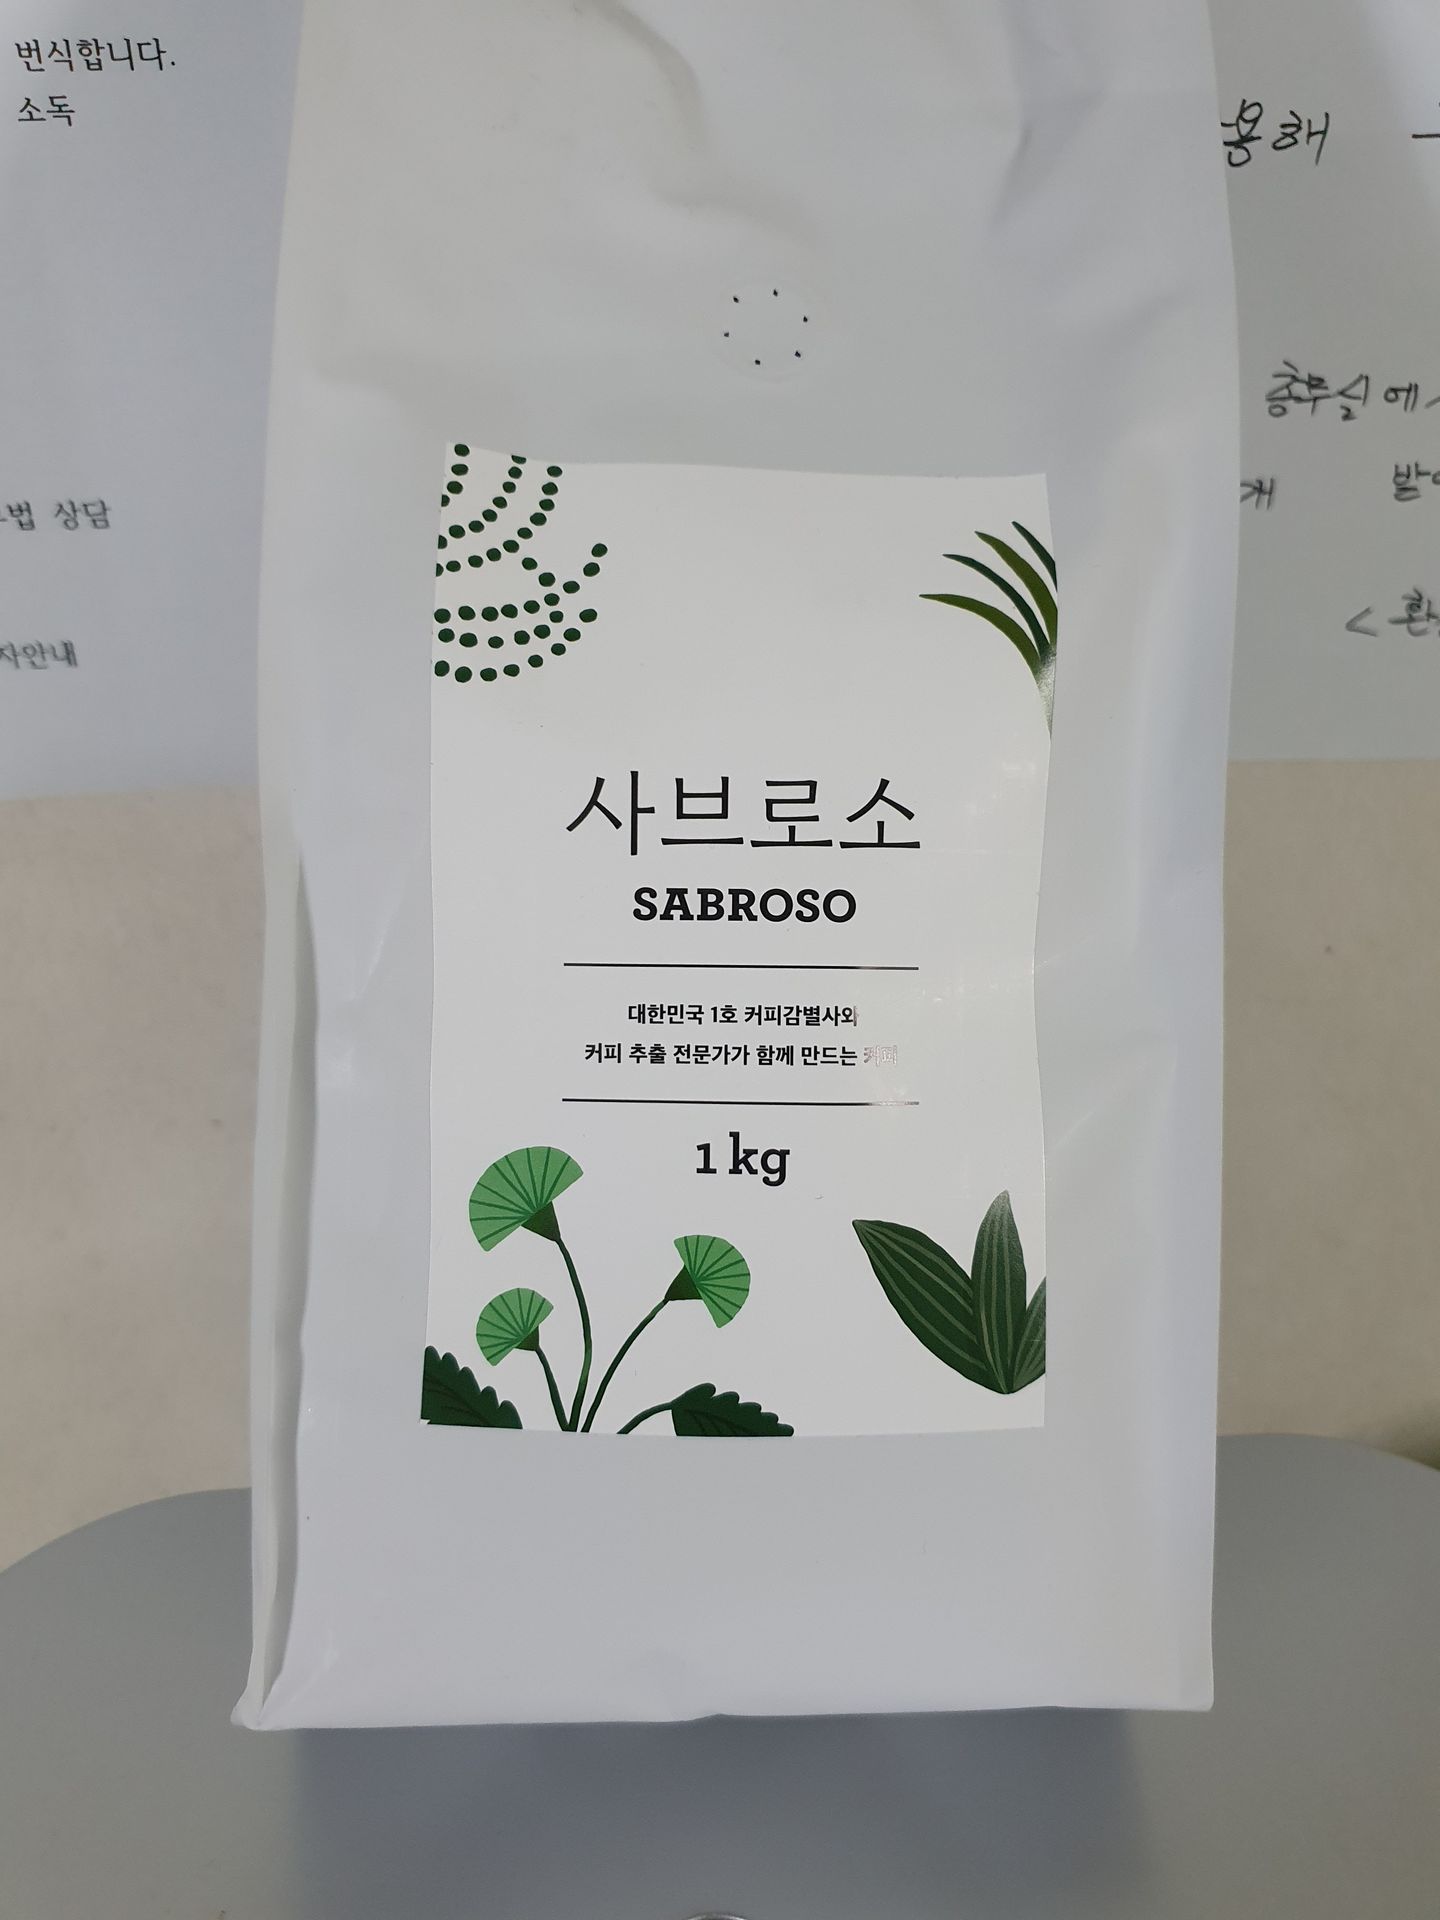 번식합니다.
소독
용해
총무실에
법 상담
자안내
사브로소
SABROSO
대한민국 1호 커피감별사와
커피 추출 전문가가 함께 만드는 커피
1 kg